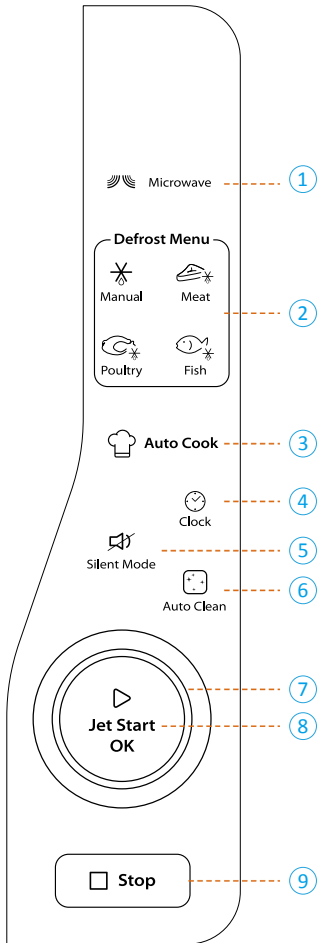 Microwave
1
Defrost Menu
Manual
Meat
2
Poultry
Fish
Auto Cook
3
Clock
4
Silent Mode
5
Auto Clean
6
7
Jet Start
OK
8
Stop
9